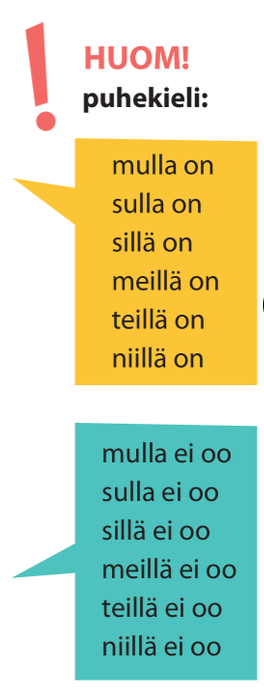 HUOM!
puhekieli:
mulla on
sulla on
sillä on
meillä on
teillä on
niillä on
mulla ei oo
sulla ei oo
sillä ei oo
meillä ei oo
teillä ei oo
niillä ei oo